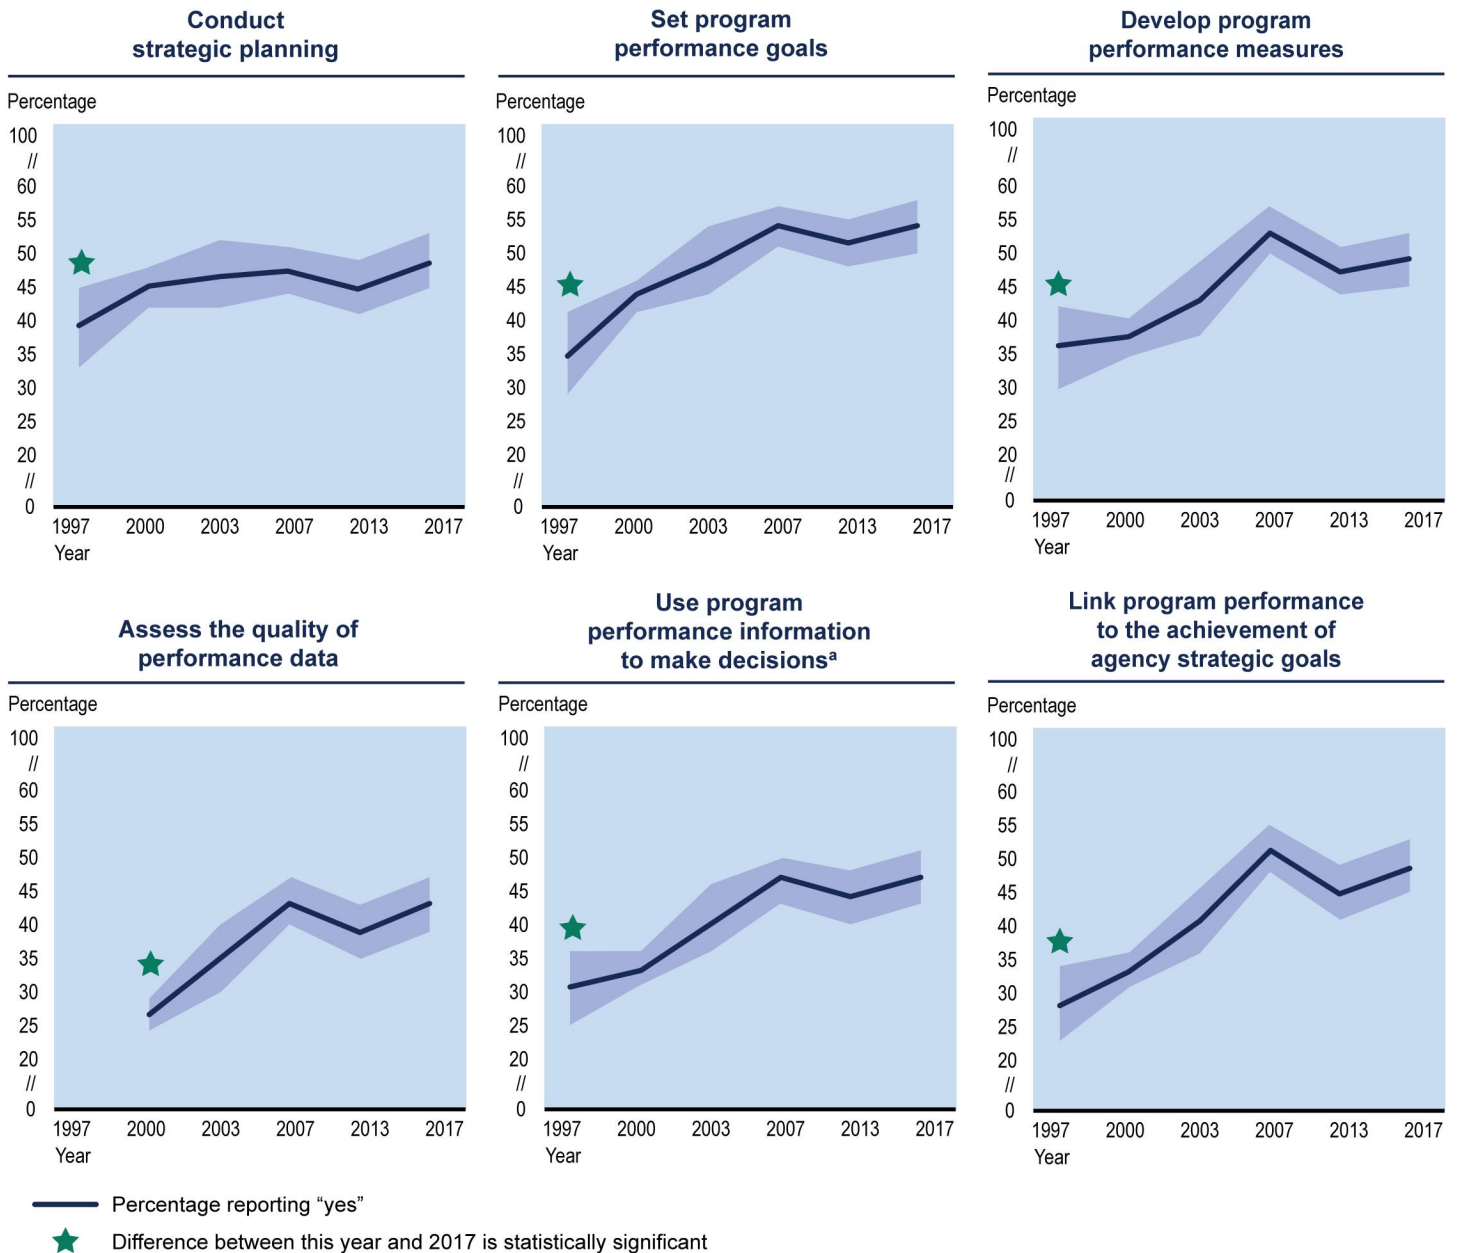 Conduct
strategic planning
Percentage
100
//
60
55
50
45
40
35
30
25
20
//
0
1997 2000 2003 2007 2013 2017
Year
Set program
performance goals
Percentage
100
//
60
55
50
45
40
35
30
25
20
//
0
1997 2000 2003 2007 2013 2017
Year
Develop program
performance measures
Percentage
100
//
60
55
50
45
40
35
30
25
20
//
0
1997 2000 2003 2007 2013 2017
Year
Assess the quality of
performance data
Percentage
100
//
60
55
50
45
40
35
30
25
20
//
0
1997 2000 2003 2007 2013 2017
Year
Use program
performance information
to make decisionsᵃ
Percentage
100
//
60
55
50
45
40
35
30
25
20
//
0
1997 2000 2003 2007 2013 2017
Year
Link program performance
to the achievement of
agency strategic goals
Percentage
100
//
60
55
50
45
40
35
30
25
20
//
0
1997 2000 2003 2007 2013 2017
Year
Percentage reporting “yes”
Difference between this year and 2017 is statistically significant